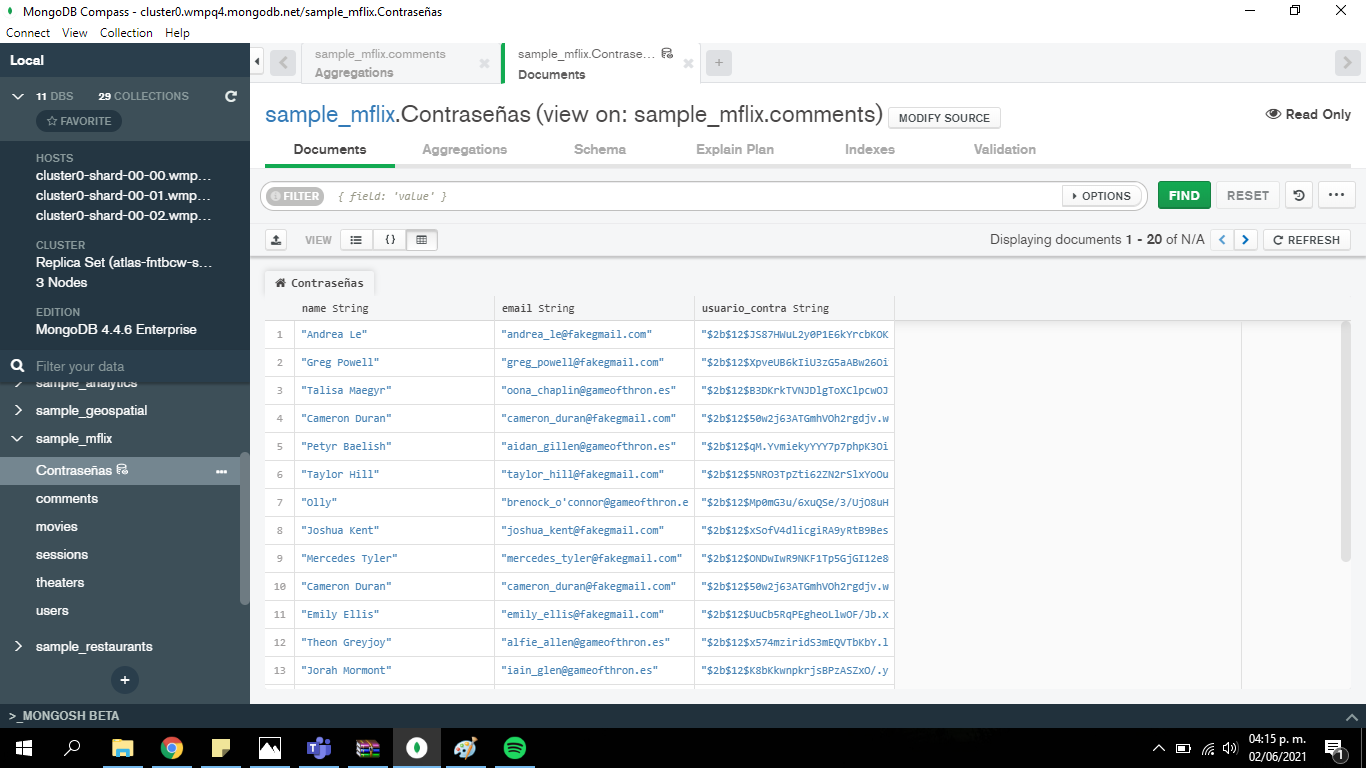 MongoDB Compass - cluster0.wmpq4.mongodb.net/sample_mflix.Contraseñas
Connect View Collection Help
Local
11 DBS 29 COLLECTIONS
FAVORITE
HOSTS
cluster0-shard-00-00.wmp...
cluster0-shard-00-01.wmp...
cluster0-shard-00-02.wmp...
CLUSTER
Replica Set (atlas-fntbcw-s...
3 Nodes
EDITION
MongoDB 4.4.6 Enterprise
Filter your data
sample_analytics
sample_geospatial
sample_mflix
Contraseñas
comments
movies
sessions
theaters
users
sample_restaurants
>_MONGOSH BETA
sample_mflix.comments
Aggregations
sample_mflix.Contrase...
Documents
sample_mflix.Contraseñas (view on: sample_mflix.comments) MODIFY SOURCE
Read Only
Documents Aggregations Schema Explain Plan Indexes Validation
FILTER { field: 'value' } OPTIONS FIND RESET
VIEW Displaying documents 1 - 20 of N/A REFRESH
Contraseñas
name String email String usuario_contra String
1 "Andrea Le" "andrea_le@fakegmail.com" "$2b$12$JS87HWuL2y0P1E6kYrcbKOK
2 "Greg Powell" "greg_powell@fakegmail.com" "$2b$12$XpveUB6kIiU3zG5aABw26Oi
3 "Talisa Maegyr" "oona_chaplin@gameofthron.es" "$2b$12$B3DKrkTVNJDlgToXClpcwOJ
4 "Cameron Duran" "cameron_duran@fakegmail.com" "$2b$12$50w2j63ATGmhVOh2rgdjv.w
5 "Petyr Baelish" "aidan_gillen@gameofthron.es" "$2b$12$qM.YvmiekyYYY7p7phpK3Oi
6 "Taylor Hill" "taylor_hill@fakegmail.com" "$2b$12$5NRO3TpZti62ZN2rSlxYoOu
7 "Olly" "brenock_o'connor@gameofthron.e "$2b$12$Mp0mG3u/6xuQSe/3/UjO8uH
8 "Joshua Kent" "joshua_kent@fakegmail.com" "$2b$12$xSofV4dlicgiRA9yRtB9Bes
9 "Mercedes Tyler" "mercedes_tyler@fakegmail.com" "$2b$12$ONDwIwR9NKF1Tp5GjGI12e8
10 "Cameron Duran" "cameron_duran@fakegmail.com" "$2b$12$50w2j63ATGmhVOh2rgdjv.w
11 "Emily Ellis" "emily_ellis@fakegmail.com" "$2b$12$UuCb5RqPEgheoLlwOF/Jb.x
12 "Theon Greyjoy" "alfie_allen@gameofthron.es" "$2b$12$x574mziridS3mEQVTbKbY.l
13 "Jorah Mormont" "iain_glen@gameofthron.es" "$2b$12$K8bKkwnpkrjsBPzASZxO/.y
04:15 p. m.
02/06/2021
1